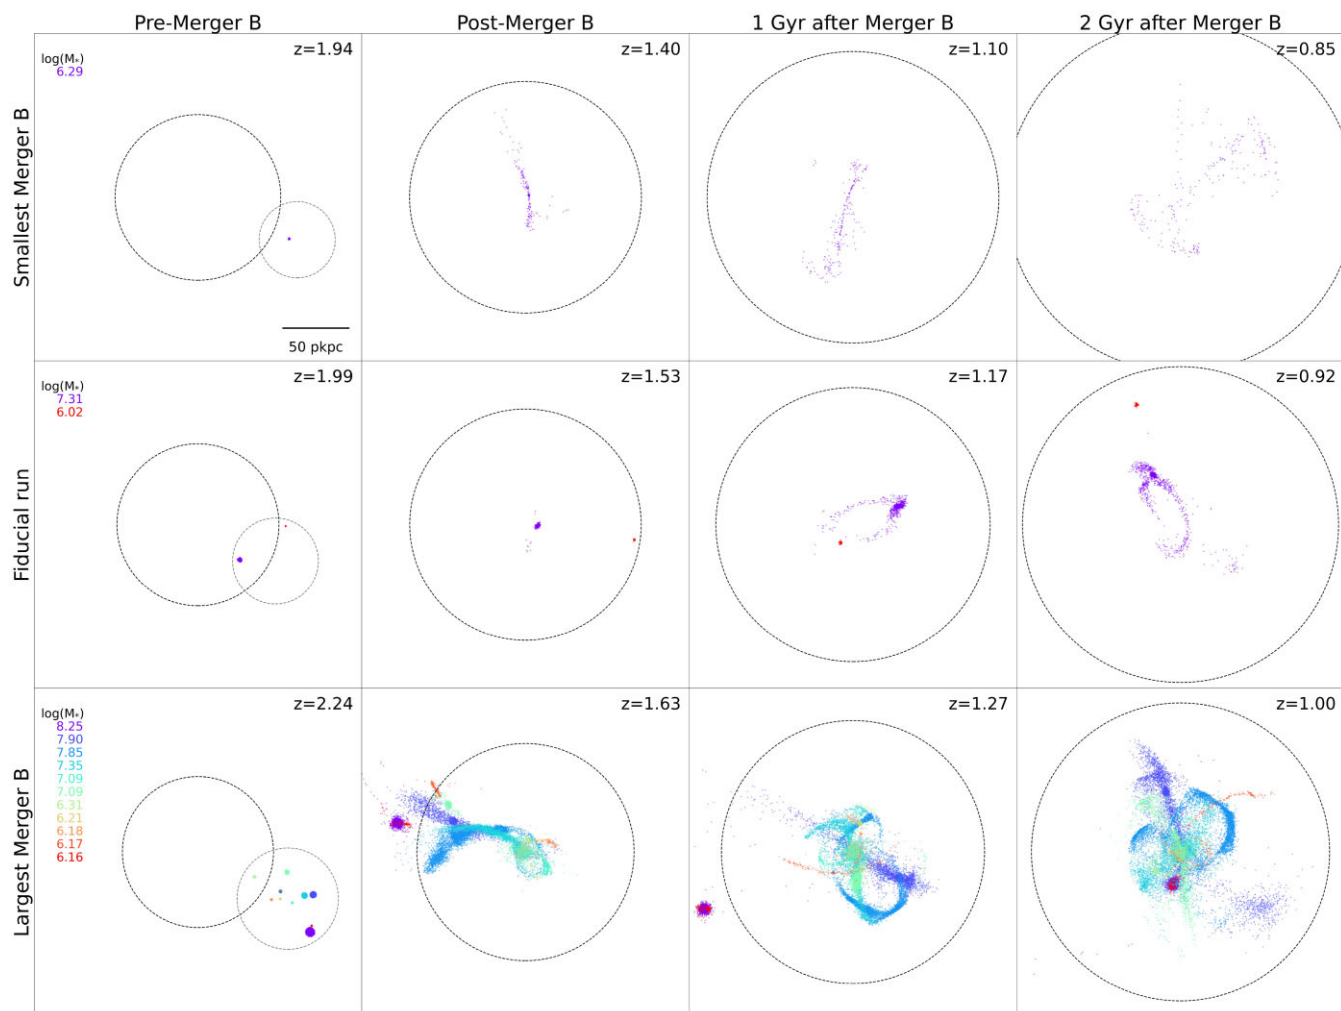 Pre-Merger B
Post-Merger B
1 Gyr after Merger B
2 Gyr after Merger B
Smallest Merger B
log(M*)
6.29
z=1.94
50 pkpc
z=1.40
z=1.10
z=0.85
Fiducial run
log(M*)
7.31
6.02
z=1.99
z=1.53
z=1.17
z=0.92
Largest Merger B
log(M*)
8.25
7.90
7.85
7.35
7.09
7.09
6.31
6.21
6.18
6.17
6.16
z=2.24
z=1.63
z=1.27
z=1.00